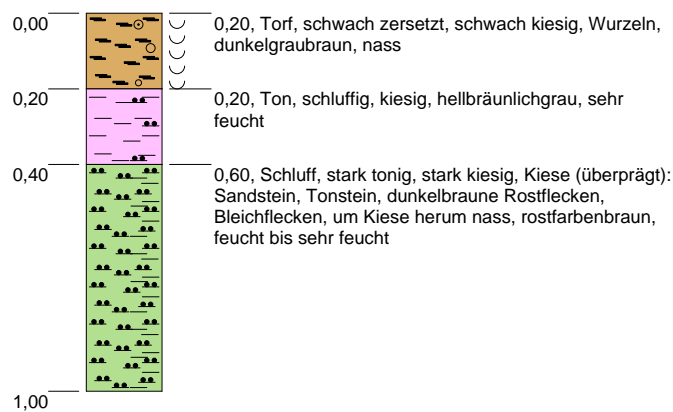 0,00
0,20, Torf, schwach zersetzt, schwach kiesig, Wurzeln,
dunkelgraubraun, nass
0,20
0,20, Ton, schluffig, kiesig, hellbräunlichgrau, sehr
feucht
0,40
0,60, Schluff, stark tonig, stark kiesig, Kiese (überprägt):
Sandstein, Tonstein, dunkelbraune Rostflecken,
Bleichflecken, um Kiese herum nass, rostfarbenbraun,
feucht bis sehr feucht
1,00